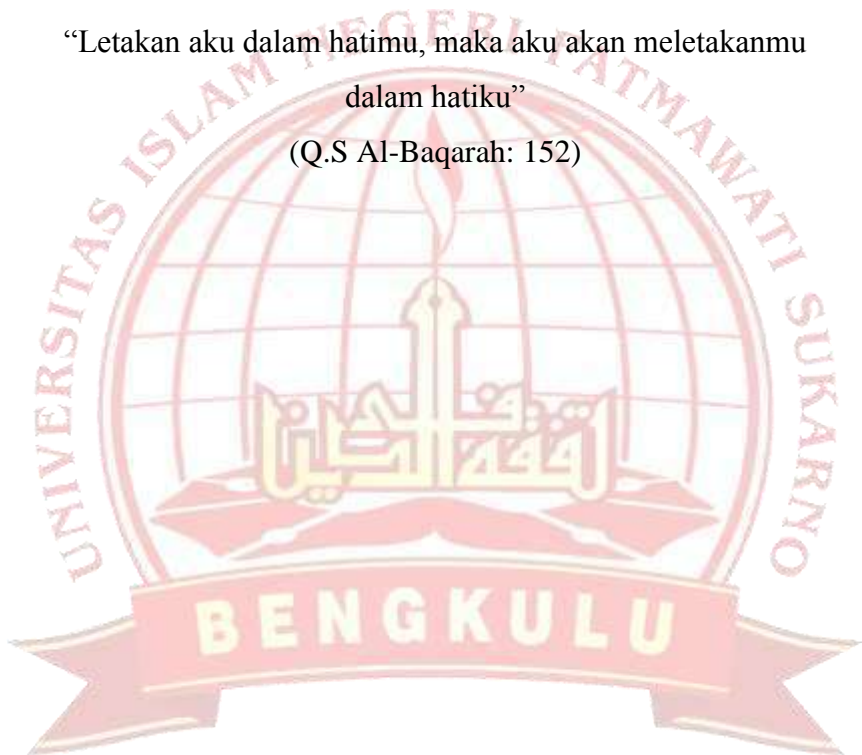 “Letakan aku dalam hatimu, maka aku akan meletakanmu
dalam hatiku”
(Q.S Al-Baqarah: 152)
UNIVERSITAS ISLAM NEGERI FATMAWATI SUKARNO
BENGKULU